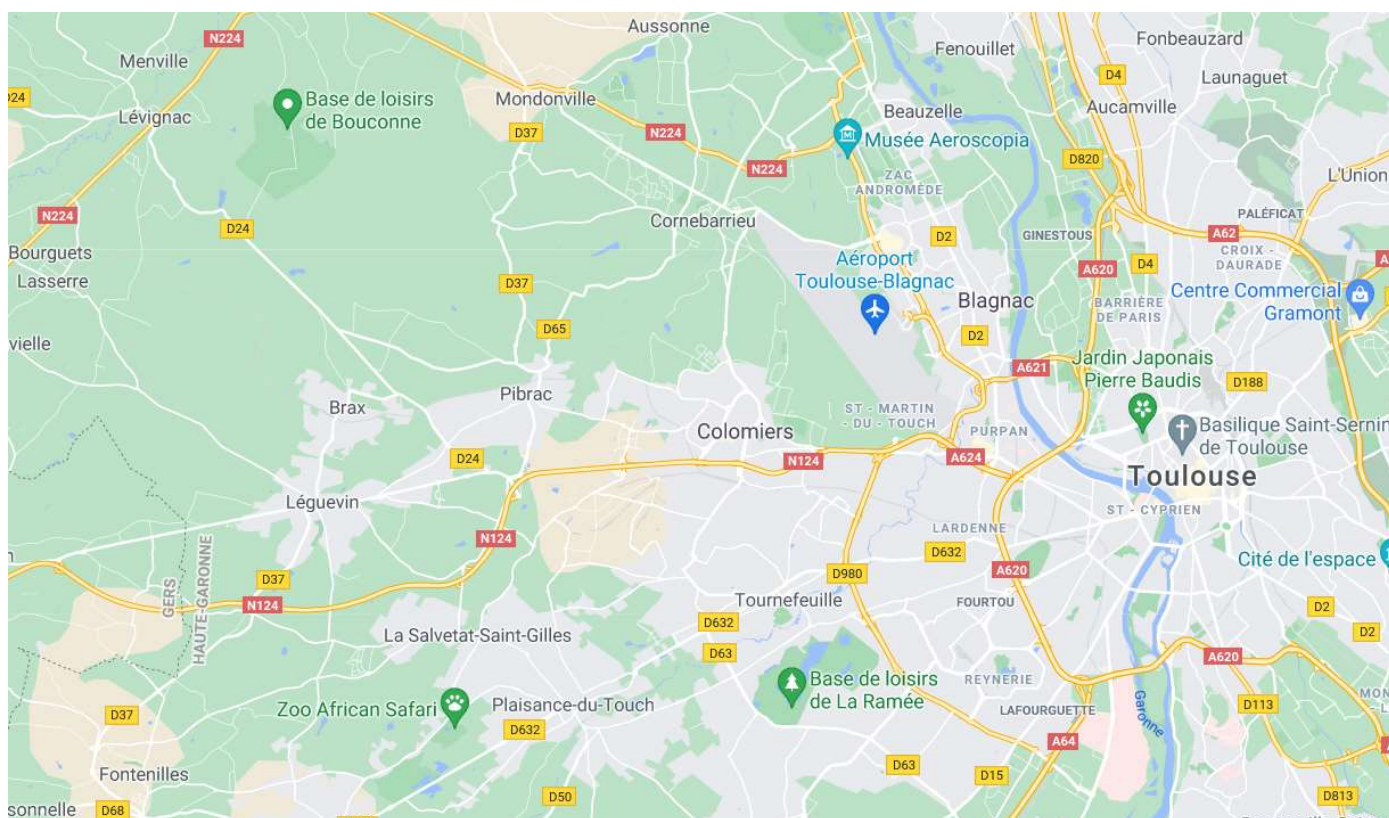 Aussonne
N224
Fenouillet
Fonbeauzard
Menville
D4
Launaguet
D24
Base de loisirs
de Bouconne
Mondonville
Beauzelle
Aucamville
Lévignac
D37
N224
Musée Aeroscopia
D820
N224
ZAC
ANDROMÈDE
L'Union
N224
D24
Cornebarrieu
PALÉFICAT
D2
GINESTOUS
A62
Bourguets
Lasserre
CROIX -
DAURADE
Aéroport
Toulouse-Blagnac
A620
D4
D37
Blagnac
BARRIÈRE
DE PARIS
Centre Commercial
Gramont
D65
D2
vielle
Jardin Japonais
Pierre Baudis
A621
D188
Pibrac
Brax
ST - MARTIN
- DU - TOUCH
Colomiers
PURPAN
Basilique Saint-Sernin
de Toulouse
D24
N124
A624
Toulouse
Léguevin
ST - CYPRIEN
LARDENNE
N124
D632
Cité de l'espace
GERS
HAUTE-GARONNE
D37
N124
D980
A620
Tournefeuille
FOURTOU
D2
D632
D2
La Salvetat-Saint-Gilles
D63
A620
Base de loisirs
de La Ramée
REYNERIE
Garonne
Zoo African Safari
Plaisance-du-Touch
LAFOURGUETTE
D113
D37
D632
A64
Fontenilles
D63
D15
D50
D813
sonnelle
D68